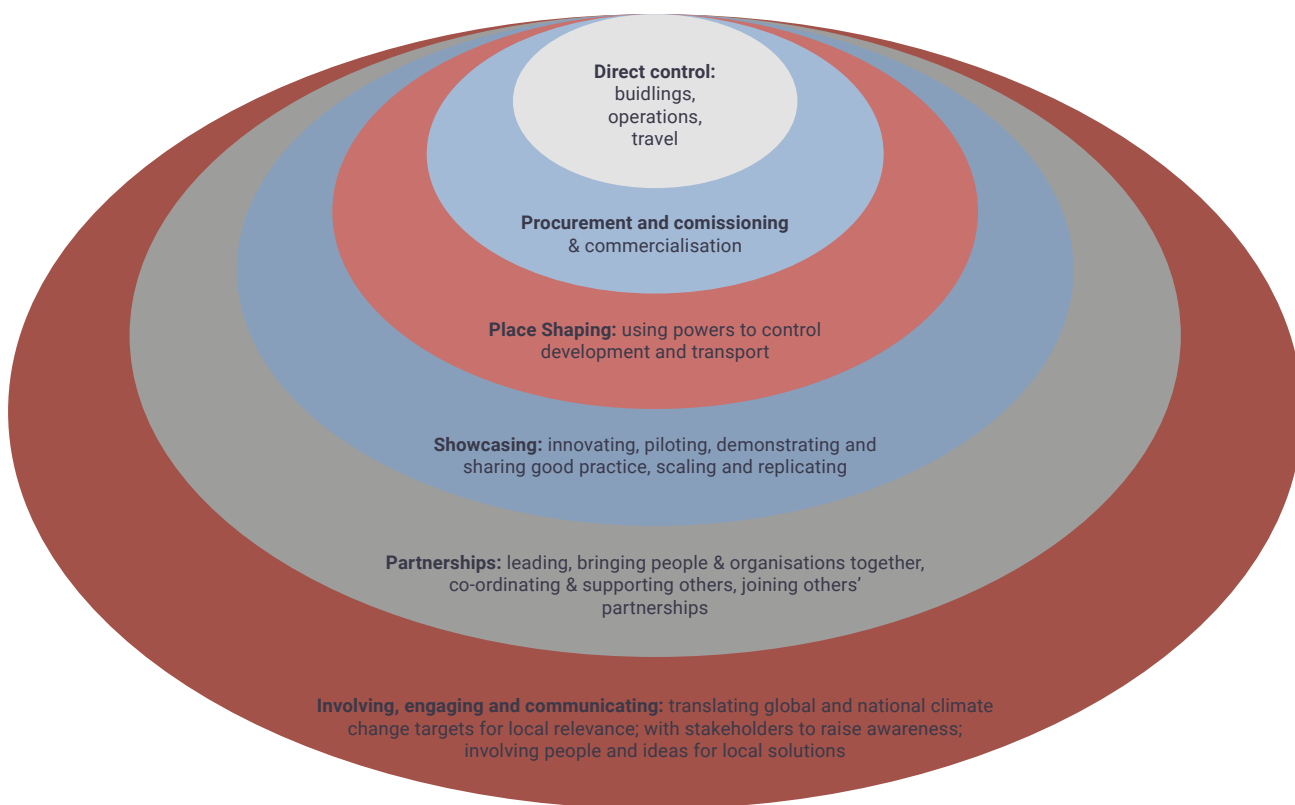 Direct control:
buidlings,
operations,
travel
Procurement and comissioning
& commercialisation
Place Shaping: using powers to control
development and transport
Showcasing: innovating, piloting, demonstrating and
sharing good practice, scaling and replicating
Partnerships: leading, bringing people & organisations together,
co-ordinating & supporting others, joining others’
partnerships
Involving, engaging and communicating: translating global and national climate
change targets for local relevance; with stakeholders to raise awareness;
involving people and ideas for local solutions